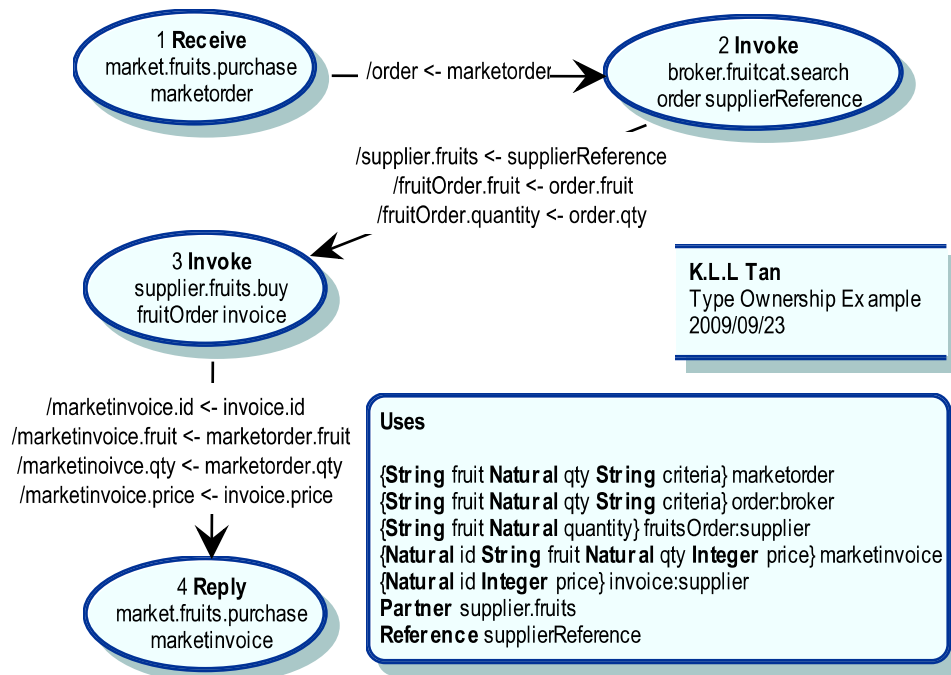 1 Receive
market.fruits.purchase
marketorder
/order <- marketorder
2 Invoke
broker.fruitcat.search
order supplierReference
/supplier.fruits <- supplierReference
/fruitOrder.fruit <- order.fruit
/fruitOrder.quantity <- order.qty
3 Invoke
supplier.fruits.buy
fruitOrder invoice
K.L.L Tan
Type Ownership Example
2009/09/23
/marketinvoice.id <- invoice.id
/marketinvoice.fruit <- marketorder.fruit
/marketinoivce.qty <- marketorder.qty
/marketinvoice.price <- invoice.price
4 Reply
market.fruits.purchase
marketinvoice
Uses
{String fruit Natural qty String criteria} marketorder
{String fruit Natural qty String criteria} order:broker
{String fruit Natural quantity} fruitsOrder:supplier
{Natural id String fruit Natural qty Integer price} marketinvoice
{Natural id Integer price} invoice:supplier
Partner supplier.fruits
Reference supplierReference